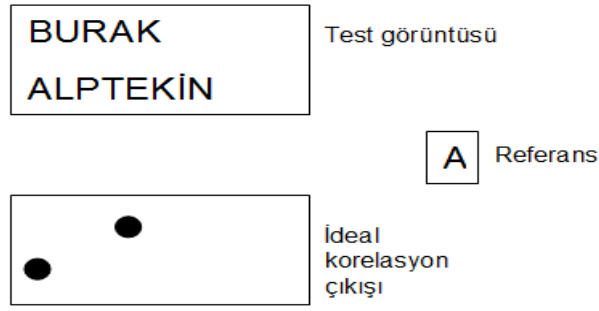 BURAK
ALPTEKİN
Test görüntüsü
A
Referans
İdeal
korelasyon
çıkışı